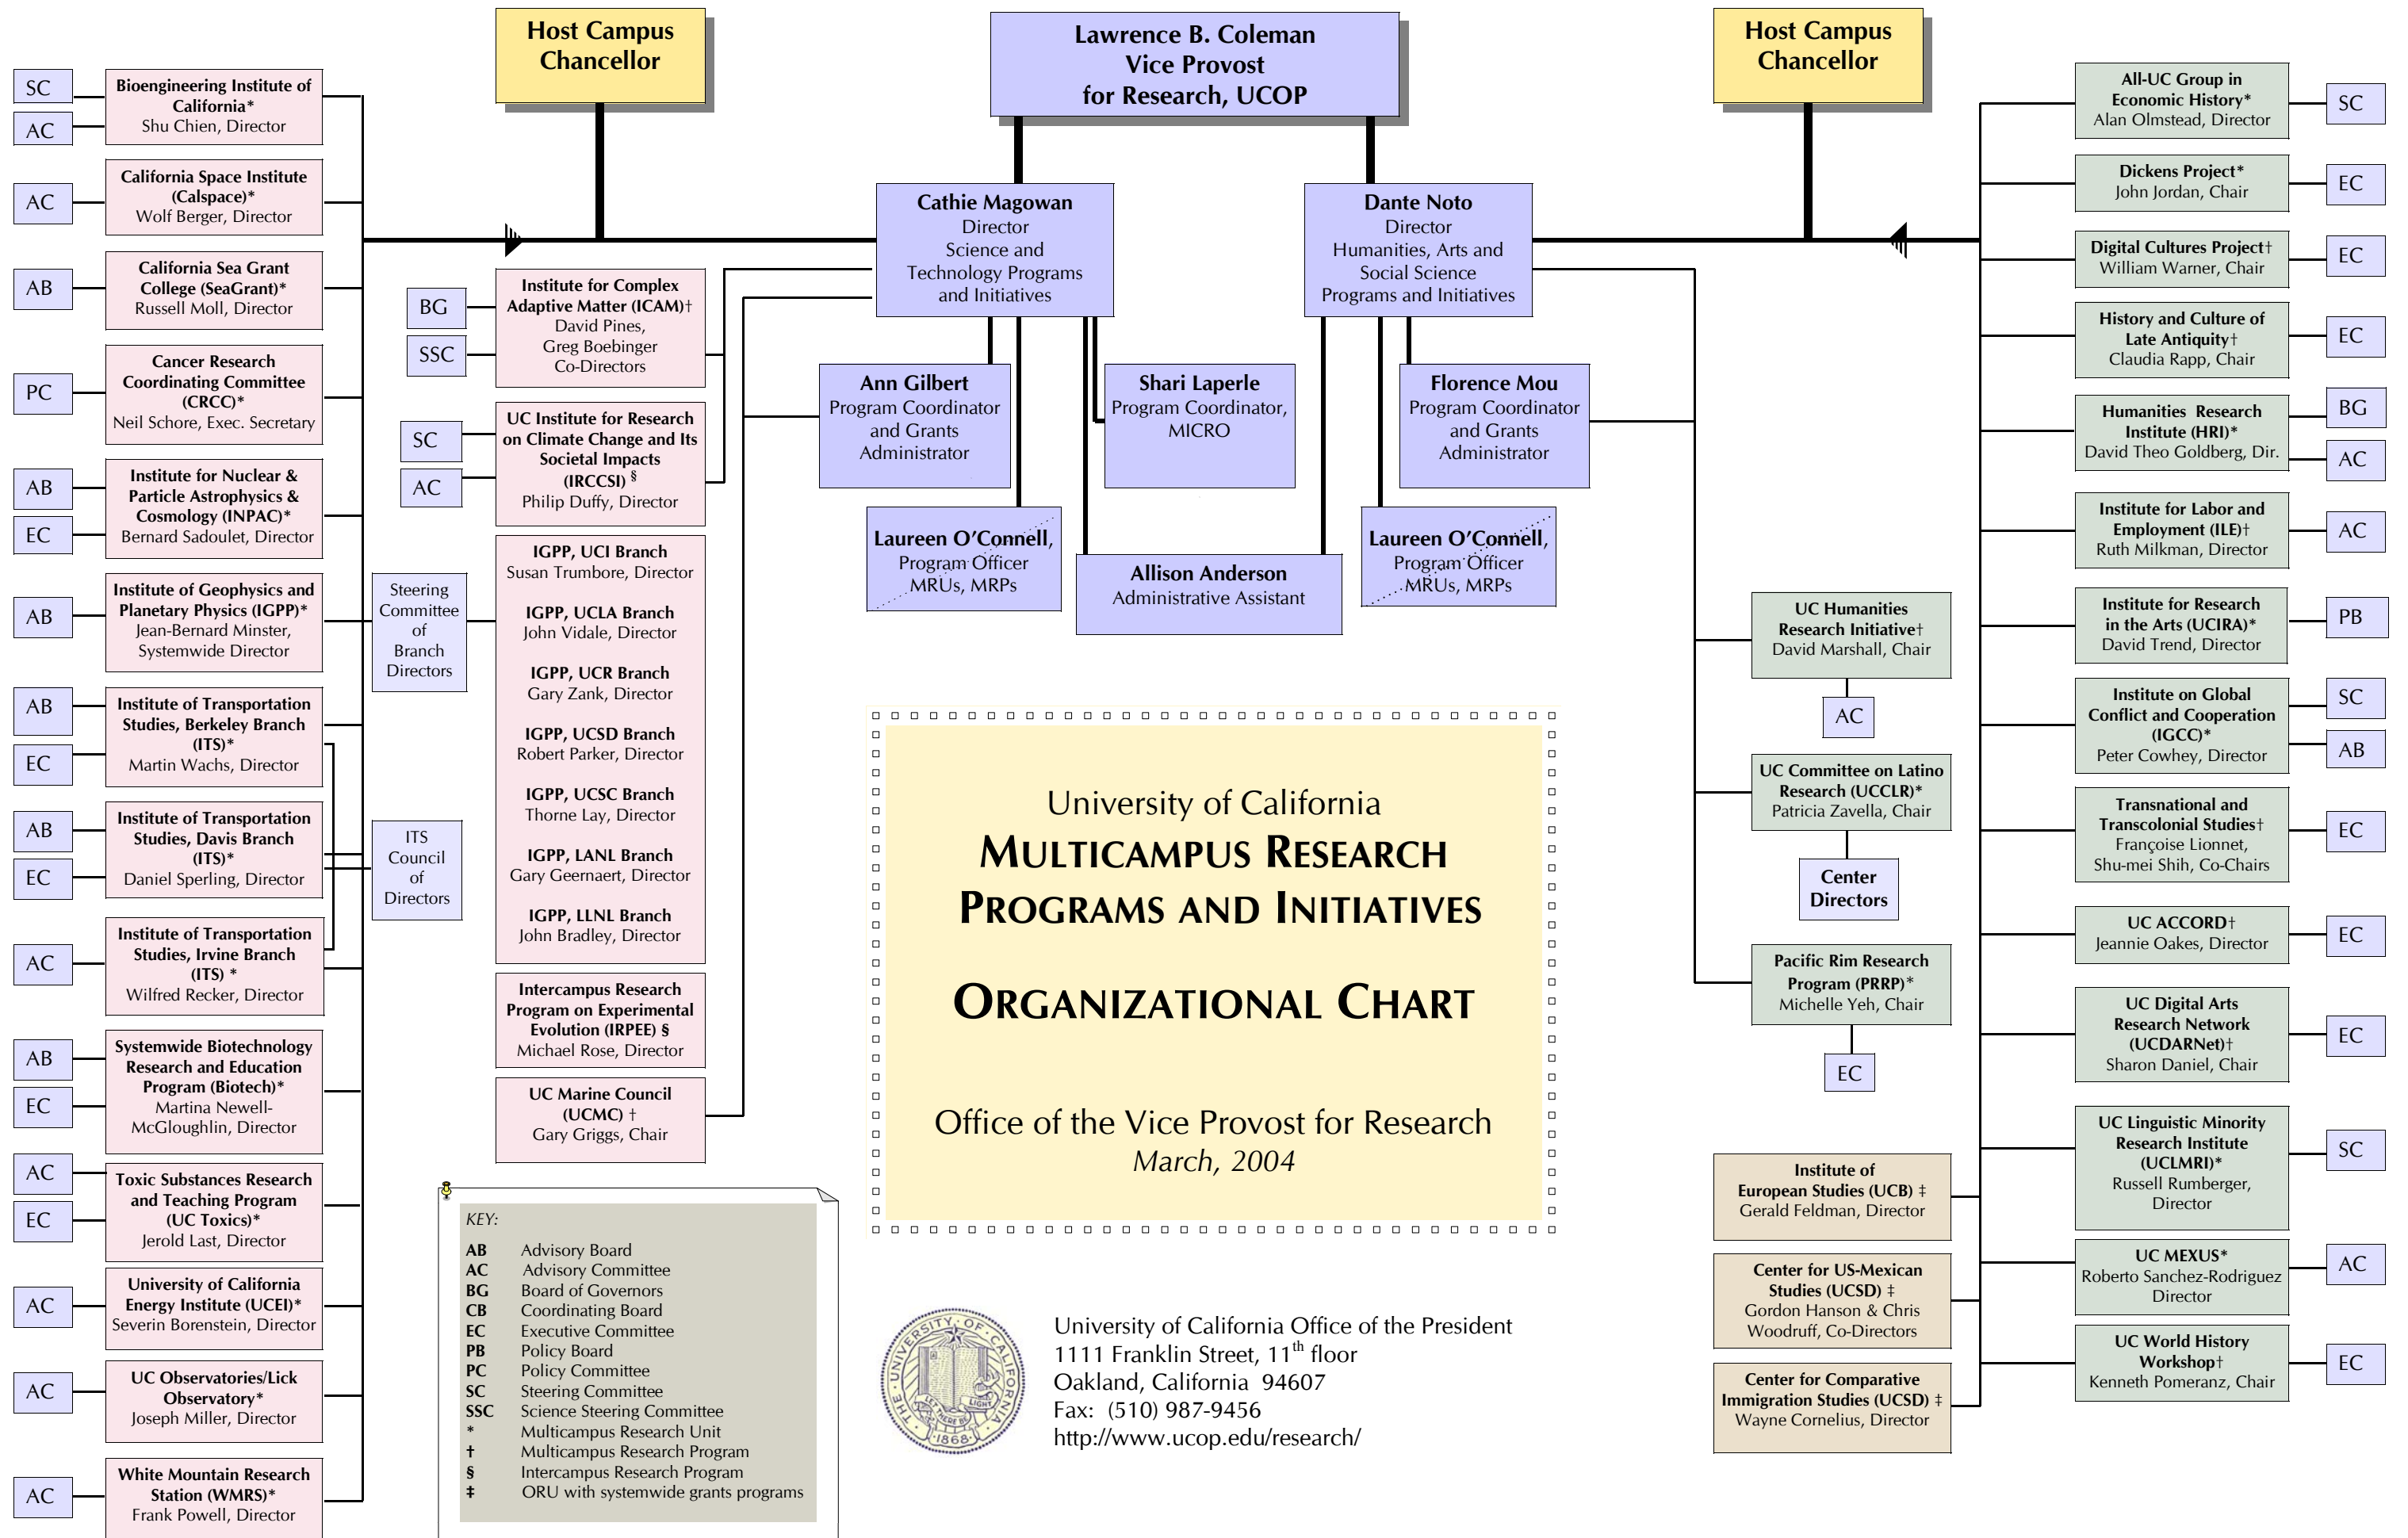 Host Campus
Chancellor
Lawrence B. Coleman
Vice Provost
for Research, UCOP
Host Campus
Chancellor
SC
AC
Bioengineering Institute of
California*
Shu Chien, Director
AC
California Space Institute
(Calspace)*
Wolf Berger, Director
AB
California Sea Grant
College (SeaGrant)*
Russell Moll, Director
PC
Cancer Research
Coordinating Committee
(CRCC)*
Neil Schore, Exec. Secretary
AB
EC
Institute for Nuclear &
Particle Astrophysics &
Cosmology (INPAC)*
Bernard Sadoulet, Director
AB
Institute of Geophysics and
Planetary Physics (IGPP)*
Jean-Bernard Minster,
Systemwide Director
Steering
Committee
of
Branch
Directors
AB
EC
Institute of Transportation
Studies, Berkeley Branch
(ITS)*
Martin Wachs, Director
AB
EC
Institute of Transportation
Studies, Davis Branch
(ITS)*
Daniel Sperling, Director
ITS
Council
of
Directors
AC
Institute of Transportation
Studies, Irvine Branch
(ITS) *
Wilfred Recker, Director
AB
EC
Systemwide Biotechnology
Research and Education
Program (Biotech)*
Martina Newell-
McGloughlin, Director
AC
EC
Toxic Substances Research
and Teaching Program
(UC Toxics)*
Jerold Last, Director
AC
University of California
Energy Institute (UCEI)*
Severin Borenstein, Director
AC
UC Observatories/Lick
Observatory*
Joseph Miller, Director
AC
White Mountain Research
Station (WMRS)*
Frank Powell, Director
BG
SSC
Institute for Complex
Adaptive Matter (ICAM)†
David Pines,
Greg Boebinger
Co-Directors
SC
AC
UC Institute for Research
on Climate Change and Its
Societal Impacts
(IRCCSI) §
Philip Duffy, Director
IGPP, UCI Branch
Susan Trumbore, Director
IGPP, UCLA Branch
John Vidale, Director
IGPP, UCR Branch
Gary Zank, Director
IGPP, UCSD Branch
Robert Parker, Director
IGPP, UCSC Branch
Thorne Lay, Director
IGPP, LANL Branch
Gary Geernaert, Director
IGPP, LLNL Branch
John Bradley, Director
Intercampus Research
Program on Experimental
Evolution (IRPEE) §
Michael Rose, Director
UC Marine Council
(UCMC) †
Gary Griggs, Chair
KEY:
AB Advisory Board
AC Advisory Committee
BG Board of Governors
CB Coordinating Board
EC Executive Committee
PB Policy Board
PC Policy Committee
SC Steering Committee
SSC Science Steering Committee
* Multicampus Research Unit
† Multicampus Research Program
§ Intercampus Research Program
‡ ORU with systemwide grants programs
Cathie Magowan
Director
Science and
Technology Programs
and Initiatives
Dante Noto
Director
Humanities, Arts and
Social Science
Programs and Initiatives
Ann Gilbert
Program Coordinator
and Grants
Administrator
Shari Laperle
Program Coordinator,
MICRO
Florence Mou
Program Coordinator
and Grants
Administrator
Laureen O'Connell,
Program Officer
MRUs, MRPs
Allison Anderson
Administrative Assistant
Laureen O'Connell,
Program Officer
MRUs, MRPs
University of California
MULTICAMPUS RESEARCH
PROGRAMS AND INITIATIVES
ORGANIZATIONAL CHART
Office of the Vice Provost for Research
March, 2004
THE · UNIVERSITY · OF · CALIFORNIA
LET THERE BE LIGHT
·1868·
University of California Office of the President
1111 Franklin Street, 11th floor
Oakland, California 94607
Fax: (510) 987-9456
http://www.ucop.edu/research/
UC Humanities
Research Initiative†
David Marshall, Chair
AC
UC Committee on Latino
Research (UCCLR)*
Patricia Zavella, Chair
Center
Directors
Pacific Rim Research
Program (PRRP)*
Michelle Yeh, Chair
EC
Institute of
European Studies (UCB) ‡
Gerald Feldman, Director
Center for US-Mexican
Studies (UCSD) ‡
Gordon Hanson & Chris
Woodruff, Co-Directors
Center for Comparative
Immigration Studies (UCSD) ‡
Wayne Cornelius, Director
All-UC Group in
Economic History*
Alan Olmstead, Director
SC
Dickens Project*
John Jordan, Chair
EC
Digital Cultures Project†
William Warner, Chair
EC
History and Culture of
Late Antiquity†
Claudia Rapp, Chair
EC
Humanities Research
Institute (HRI)*
David Theo Goldberg, Dir.
BG
AC
Institute for Labor and
Employment (ILE)†
Ruth Milkman, Director
AC
Institute for Research
in the Arts (UCIRA)*
David Trend, Director
PB
Institute on Global
Conflict and Cooperation
(IGCC)*
Peter Cowhey, Director
SC
AB
Transnational and
Transcolonial Studies†
Françoise Lionnet,
Shu-mei Shih, Co-Chairs
EC
UC ACCORD†
Jeannie Oakes, Director
EC
UC Digital Arts
Research Network
(UCDARNet)†
Sharon Daniel, Chair
EC
UC Linguistic Minority
Research Institute
(UCLMRI)*
Russell Rumberger,
Director
SC
UC MEXUS*
Roberto Sanchez-Rodriguez
Director
AC
UC World History
Workshop†
Kenneth Pomeranz, Chair
EC